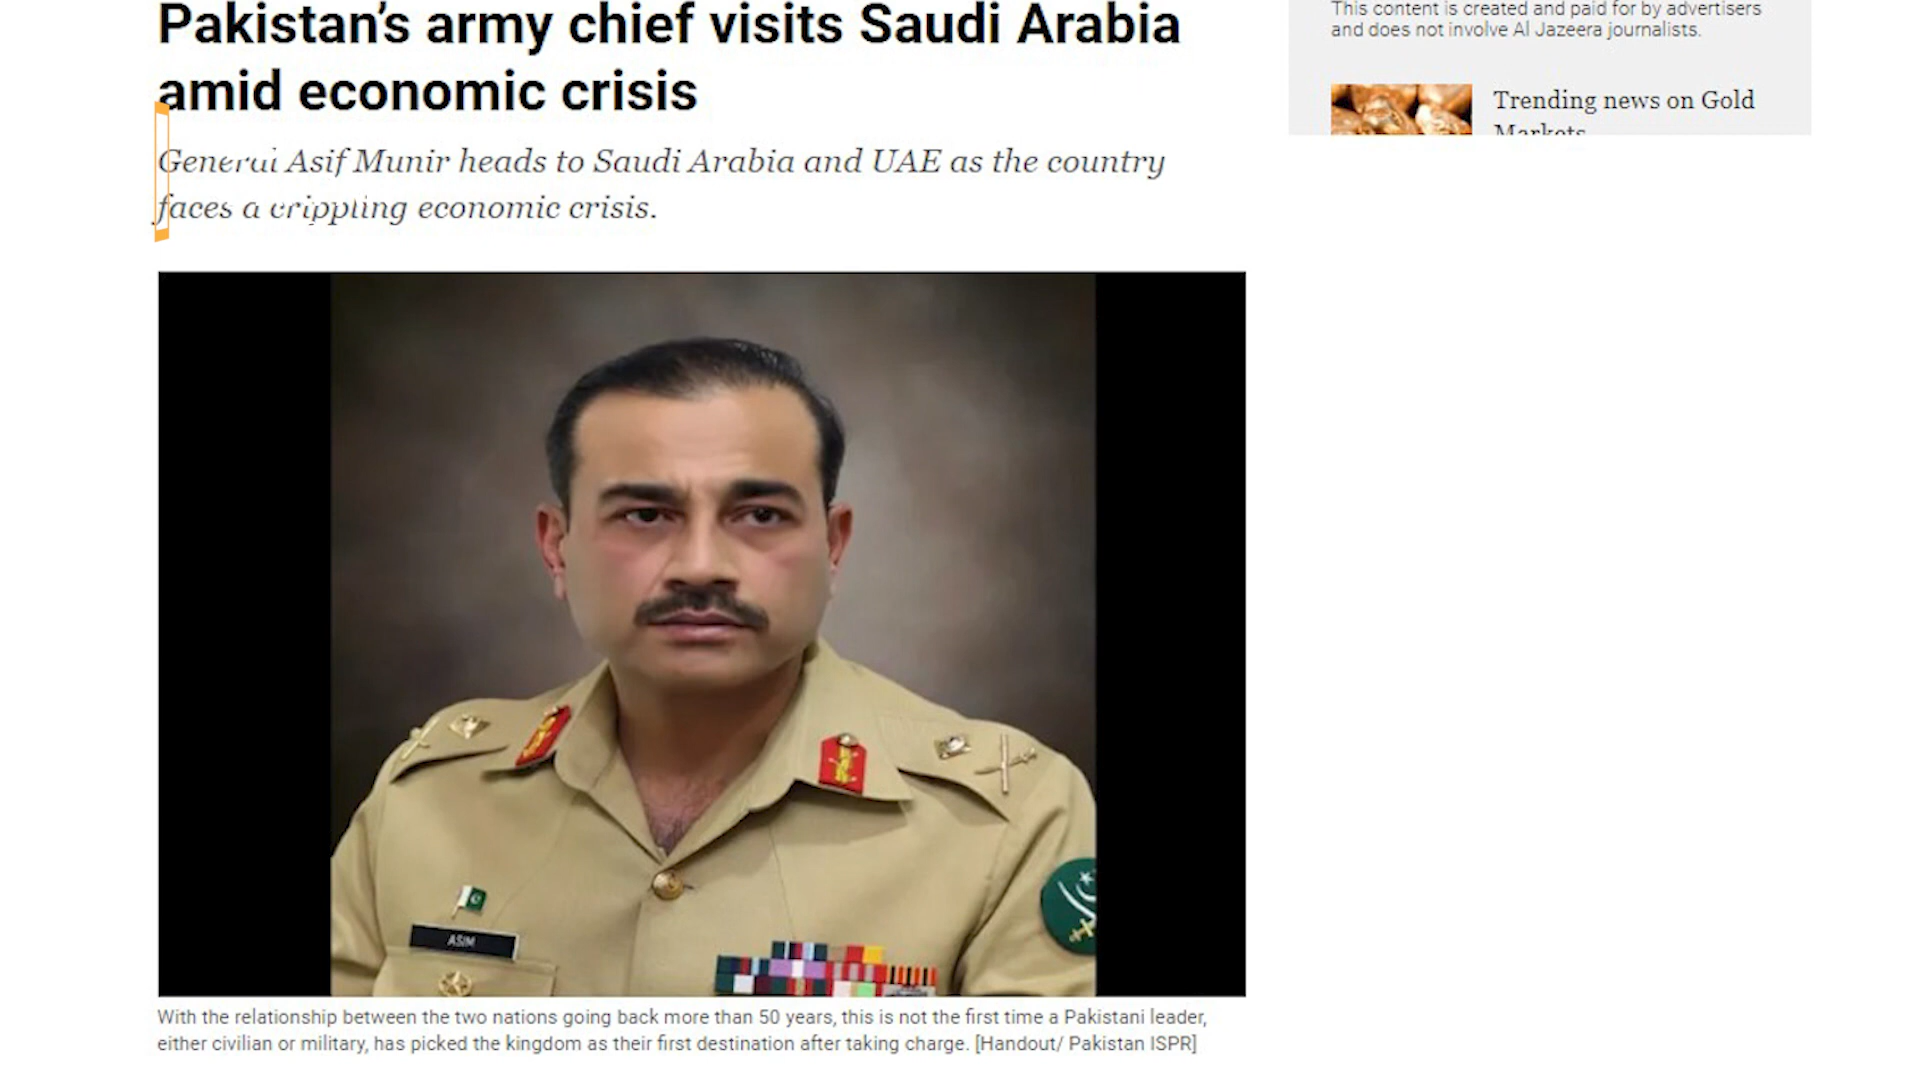 Pakistan's army chief visits Saudi Arabia
amid economic crisis
General Asif Munir heads to Saudi Arabia and UAE as the country
faces a crippling economic crisis.
This content is created and paid for by advertisers
and does not involve Al Jazeera journalists.
Trending news on Gold
Markets
ASIM
With the relationship between the two nations going back more than 50 years, this is not the first time a Pakistani leader,
either civilian or military, has picked the kingdom as their first destination after taking charge. [Handout/ Pakistan ISPR]